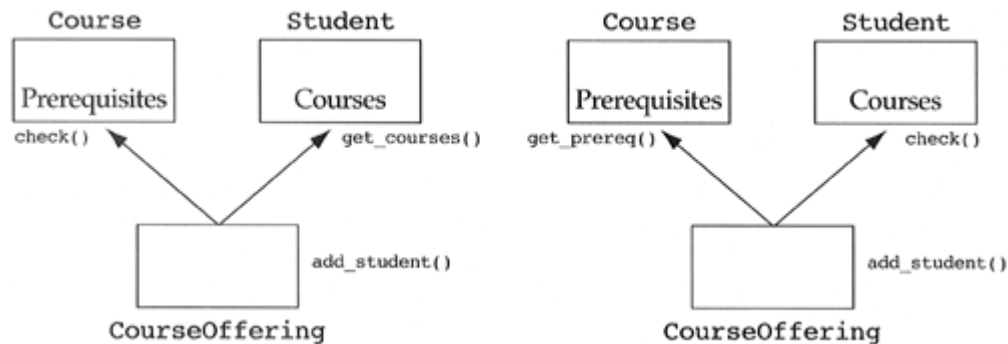 Course Student
Prerequisites Courses
check() get_courses()
add_student()
CourseOffering
Course Student
Prerequisites Courses
get_prereq() check()
add_student()
CourseOffering